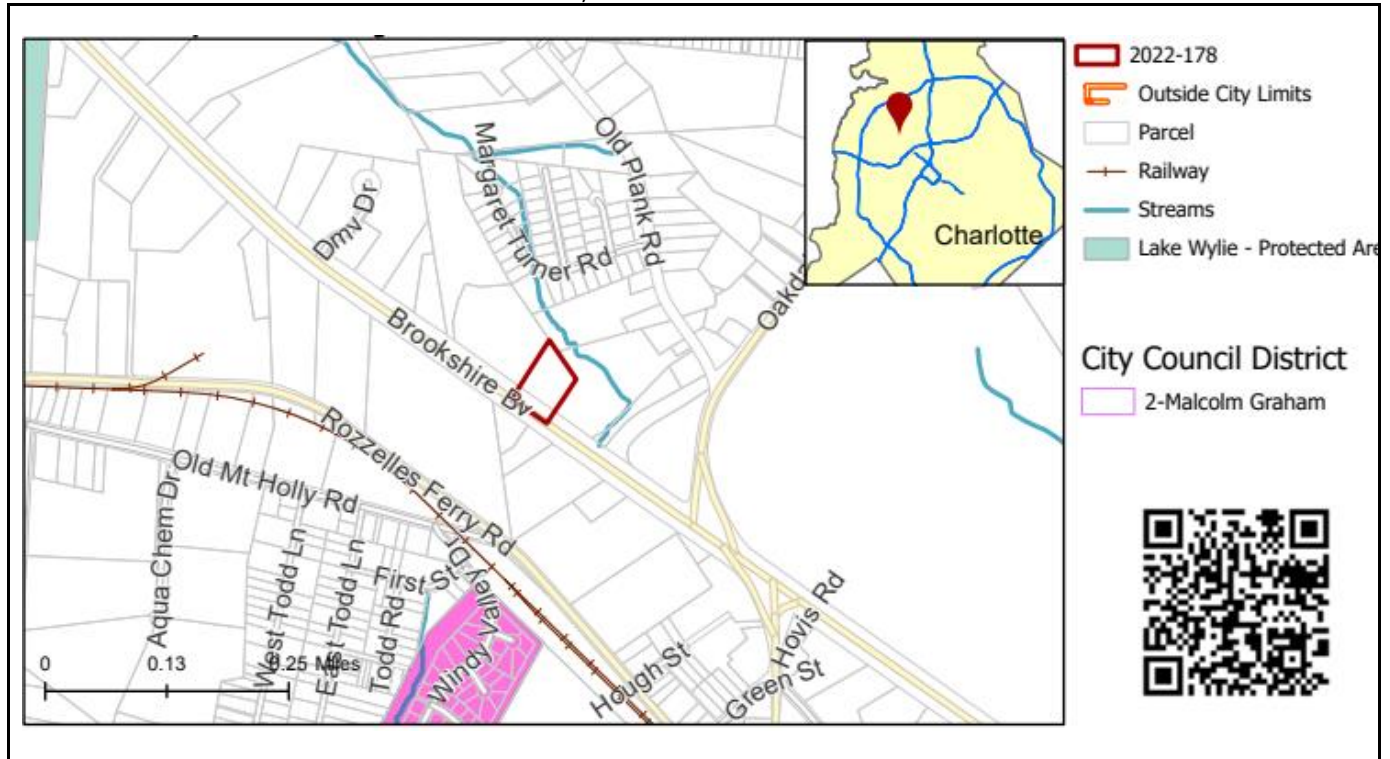 Margaret Turner Rd
Old Plank Rd
Dmv Dr
Oakd
Charlotte
Brookshire Bv
Rozzelles Ferry Rd
Old Mt Holly Rd
Aqua Chem Dr
West Todd Ln
East Todd Ln
Todd Rd
First St
Valley Dr
Windy Va
Hough St
Green St
Hovis Rd
0 0.13 0.25 Miles
2022-178
Outside City Limits
Parcel
Railway
Streams
Lake Wylie - Protected Are
City Council District
2-Malcolm Graham